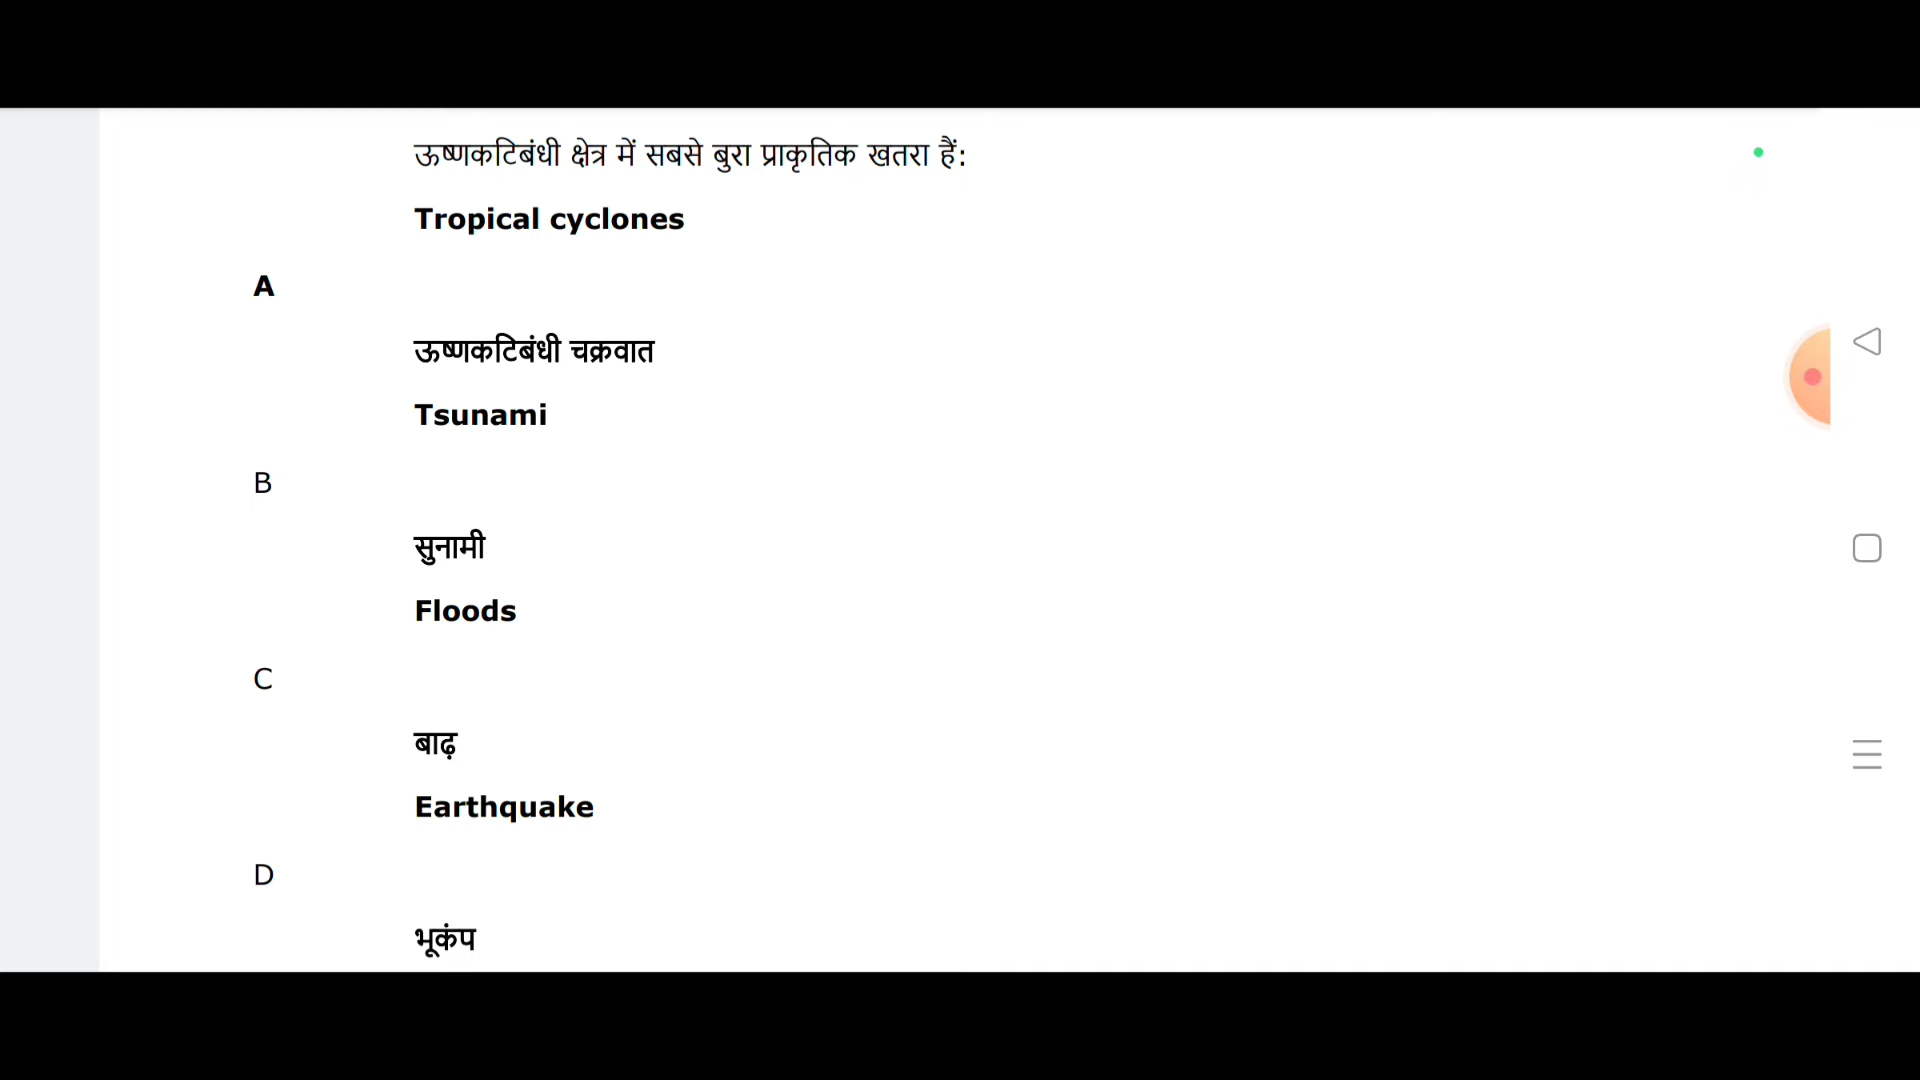 ऊष्णकटिबंधी क्षेत्र में सबसे बुरा प्राकृतिक खतरा हैं:
Tropical cyclones
A
ऊष्णकटिबंधी चक्रवात
Tsunami
B
सुनामी
Floods
C
बाढ़
Earthquake
D
भूकंप